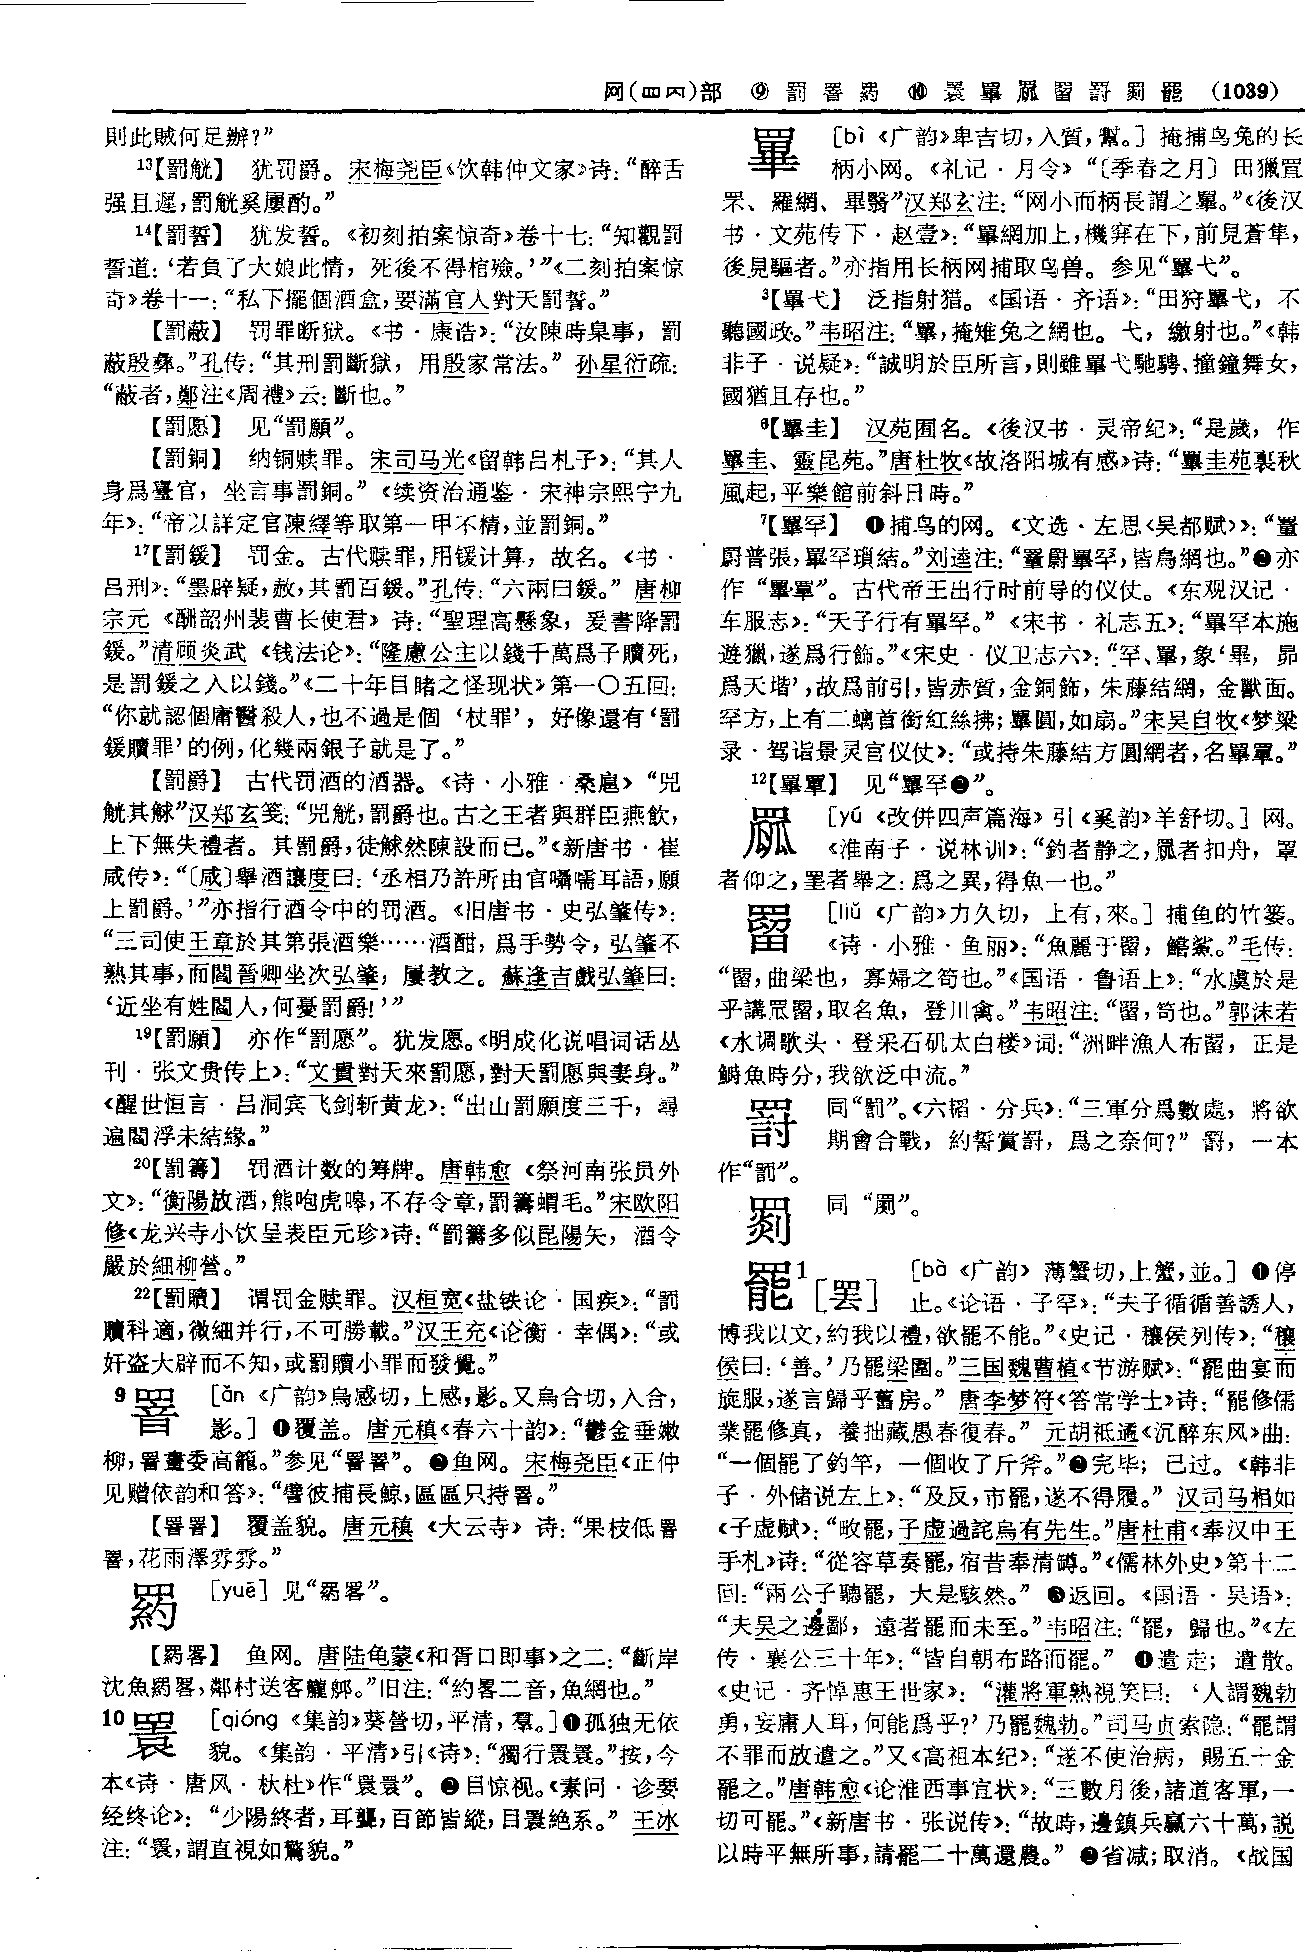 网(罒㓁)部 ⑨ 罰 罯 䋤 ⑩ 睘 罼 罛 罶 罸 罽 罷 (1039)
則此賊何足辦?”
13【罰觥】 犹罚爵。宋梅尧臣《饮韩仲文家》诗:“醉舌
强且遲,罰觥奚屢酌。”
14【罰誓】 犹发誓。《初刻拍案惊奇》卷十七:“知觀罰
誓道:‘若負了大娘此情, 死後不得棺殮。’”《二刻拍案惊
奇》卷十一:“私下擺個酒盒,要滿官人對天罰誓。”
【罰蔽】 罚罪断狱。《书·康诰》:“汝陳時臬事, 罰
蔽殷彝。”孔传:“其刑罰斷獄, 用殷家常法。” 孙星衍疏:
“蔽者,鄭注《周禮》云:斷也。”
【罰愿】 见“罰願”。
【罰銅】 纳铜赎罪。宋司马光《留韩吕札子》:“其人
身爲臺官, 坐言事罰銅。”《续资治通鉴·宋神宗熙宁九
年》:“帝以詳定官陳繹等取第一甲不精,並罰銅。”
17【罰鍰】 罚金。古代赎罪,用锾计算, 故名。《书·
吕刑》:“墨辟疑,赦,其罰百鍰。”孔传:“六兩曰鍰。” 唐柳
宗元《酬韶州裴曹长使君》诗:“聖理高懸象, 爰書降罰
鍰。”清顾炎武《钱法论》:“隆慮公主以錢千萬爲子贖死,
是罰鍰之入以錢。”《二十年目睹之怪现状》第一〇五回:
“你就認個庸醫殺人,也不過是個‘杖罪’, 好像還有‘罰
鍰贖罪’的例,化幾兩銀子就是了。”
【罰爵】 古代罚酒的酒器。《诗·小雅·桑扈》“兕
觥其觩”汉郑玄笺:“兕觥,罰爵也。古之王者與群臣燕飲,
上下無失禮者。其罰爵,徒觩然陳設而已。”《新唐书·崔
咸传》:“〔咸〕舉酒讓度曰:‘丞相乃許所由官囁嚅耳語,願
上罰爵。’”亦指行酒令中的罚酒。《旧唐书·史弘肇传》:
“三司使王章於其第張酒樂……酒酣, 爲手勢令, 弘肇不
熟其事,而閻晉卿坐次弘肇, 屢教之。蘇逢吉戲弘肇曰:
‘近坐有姓閻人,何憂罰爵!’”
19【罰願】 亦作“罰愿”。犹发愿。《明成化说唱词话丛
刊·张文贵传上》:“文貴對天來罰愿,對天罰愿與妻身。”
《醒世恒言·吕洞宾飞剑斩黄龙》:“出山罰願度三千, 尋
遍閻浮未結緣。”
20【罰籌】 罚酒计数的筹牌。唐韩愈《祭河南张员外
文》:“衡陽放酒,熊咆虎嘷,不存令章,罰籌蝟毛。”宋欧阳
修《龙兴寺小饮呈表臣元珍》诗:“罰籌多似昆陽矢, 酒令
嚴於細柳營。”
22【罰贖】 谓罚金赎罪。汉桓宽《盐铁论·国疾》:“罰
贖科適,微細并行,不可勝載。”汉王充《论衡·幸偶》:“或
奸盗大辟而不知,或罰贖小罪而發覺。”
9 罯 [ǎn 《广韵》烏感切,上感,影。又烏合切,入合,
影。]❶覆盖。唐元稹《春六十韵》:“鬱金垂嫩
柳,罯畫委高籠。”参见“罯罯”。❷鱼网。宋梅尧臣《正仲
见赠依韵和答》:“譬彼捕長鯨,區區只持罯。”
【罯罯】 覆盖貌。唐元稹《大云寺》诗:“果枝低罯
罯,花雨澤雰雰。”
䋤 [yuē] 见“䋤罯”。
【䋤罯】 鱼网。唐陆龟蒙《和胥口即事》之二:“斷岸
沈魚䋤罯,鄰村送客艬艀。”旧注:“約畧二音,魚網也。”
10 睘 [qióng 《集韵》葵營切,平清,羣。]❶孤独无依
貌。《集韵·平清》引《诗》:“獨行睘睘。”按,今
本《诗·唐风·杕杜》作“睘睘”。❷目惊视。《素问·诊要
经终论》:“少陽終者,耳聾,百節皆縱,目睘絶系。” 王冰
注:“睘,謂直視如驚貌。”
罼 [bì 《广韵》卑吉切,入質,幫。]掩捕鸟兔的长
柄小网。《礼记·月令》“〔季春之月〕田獵罝
罘、羅網、畢翳”汉郑玄注:“网小而柄長謂之罼。”《後汉
书·文苑传下·赵壹》:“罼網加上,機穽在下,前見蒼隼,
後見驅者。”亦指用长柄网捕取鸟兽。参见“罼弋”。
3【罼弋】 泛指射猎。《国语·齐语》:“田狩罼弋, 不
聽國政。”韦昭注:“罼,掩雉兔之網也。弋, 繳射也。”《韩
非子·说疑》:“誠明於臣所言,則雖罼弋馳騁、撞鐘舞女,
國猶且存也。”
6【罼圭】 汉苑囿名。《後汉书·灵帝纪》:“是歲, 作
罼圭、靈昆苑。”唐杜牧《故洛阳城有感》诗:“罼圭苑裏秋
風起,平樂館前斜日時。”
7【罼罕】 ❶捕鸟的网。《文选·左思〈吴都赋〉》:“罿
罻普張,罼罕瑣結。”刘逵注:“罿罻罼罕,皆鳥網也。”❷亦
作“罼䍐”。古代帝王出行时前导的仪仗。《东观汉记·
车服志》:“天子行有罼罕。”《宋书·礼志五》:“罼罕本施
遊獵,遂爲行飾。”《宋史·仪卫志六》:“罕、罼,象‘畢, 昴
爲天堦’,故爲前引,皆赤質,金銅飾, 朱藤結網, 金獸面。
罕方,上有二螭首銜紅絲拂;罼圓,如扇。”宋吴自牧《梦梁
录·驾诣景灵宫仪仗》:“或持朱藤結方圓網者,名罼䍐。”
12【罼䍐】 见“罼罕❷”。
[yú 《改併四声篇海》引《奚韵》羊舒切。]网。
《淮南子·说林训》:“釣者静之,罛者扣舟, 罩
者仰之,罣者舉之:爲之異,得魚一也。”
罶 [liǔ 《广韵》力久切, 上有,來。]捕鱼的竹篓。
《诗·小雅·鱼丽》:“魚麗于罶, 鱨鯊。”毛传:
“罶,曲梁也, 寡婦之笱也。”《国语·鲁语上》:“水虞於是
乎講罛罶,取名魚, 登川禽。”韦昭注:“罶,笱也。”郭沫若
《水调歌头·登采石矶太白楼》词:“洲畔漁人布罶, 正是
鰣魚時分,我欲泛中流。”
罸 同“罰”。《六韬·分兵》:“三軍分爲數處, 將欲
期會合戰, 約誓賞罸, 爲之奈何?” 罸, 一本
作“罰”。
同“罽”。
罷1[罢] [bà 《广韵》薄蟹切,上蟹,並。]❶停
止。《论语·子罕》:“夫子循循善誘人,
博我以文,約我以禮,欲罷不能。”《史记·穰侯列传》:“穰
侯曰:‘善。’乃罷梁圍。”三国魏曹植《节游赋》:“罷曲宴而
旋服,遂言歸乎舊房。” 唐李梦符《答常学士》诗:“罷修儒
業罷修真, 養拙藏愚春復春。” 元胡祗遹《沉醉东风》曲:
“一個罷了釣竿, 一個收了斤斧。”❷完毕; 已过。《韩非
子·外储说左上》:“及反,市罷,遂不得履。” 汉司马相如
《子虚赋》:“畋罷,子虛過詫烏有先生。”唐杜甫《奉汉中王
手札》诗:“從容草奏罷,宿昔奉清罇。”《儒林外史》第十二
回:“兩公子聽罷, 大是駭然。” ❸返回。《国语·吴语》:
“夫吴之邊鄙, 遠者罷而未至。”韦昭注:“罷, 歸也。”《左
传·襄公三十年》:“皆自朝布路而罷。” ❹遣走; 遣散。
《史记·齐悼惠王世家》:“灌將軍熟視笑曰:‘人謂魏勃
勇,妄庸人耳,何能爲乎?’乃罷魏勃。”司马贞索隐:“罷謂
不罪而放遣之。”又《高祖本纪》:“遂不使治病, 賜五十金
罷之。”唐韩愈《论淮西事宜状》:“三數月後,諸道客軍,一
切可罷。”《新唐书·张说传》:“故時,邊鎮兵贏六十萬,説
以時平無所事,請罷二十萬還農。” ❺省减;取消。《战国